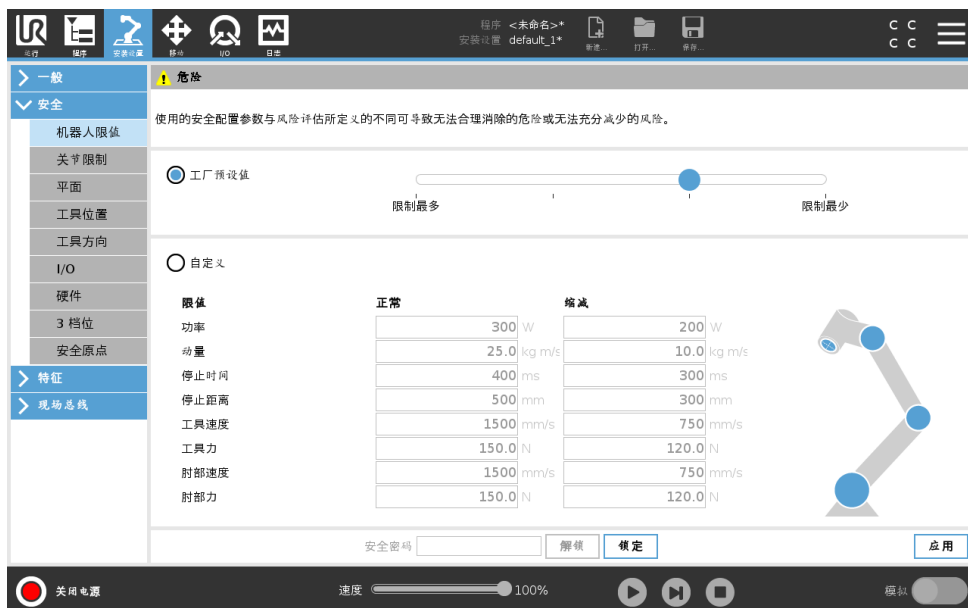 程序 <未命名>*
安装设置 default_1*
C C
C C
运行 程序 安装设置 移动 I/O 日志 新建... 打开... 保存...
一般
安全
机器人限值
关节限制
平面
工具位置
工具方向
I/O
硬件
3 档位
安全原点
特征
现场总线
危险
使用的安全配置参数与风险评估所定义的不同可导致无法合理消除的危险或无法充分减少的风险。
工厂预设值
限制最多 限制最少
自定义
限值 正常 缩减
功率 300 W 200 W
动量 25.0 kg m/s 10.0 kg m/s
停止时间 400 ms 300 ms
停止距离 500 mm 300 mm
工具速度 1500 mm/s 750 mm/s
工具力 150.0 N 120.0 N
肘部速度 1500 mm/s 750 mm/s
肘部力 150.0 N 120.0 N
安全密码 解锁 锁定 应用
关闭电源 速度 100% 模拟